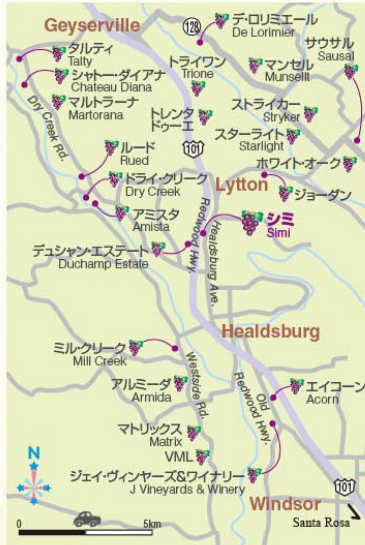 Geyserville
128
デ・ロリミエール
De Lorimier
タルティ
Talty
シャトー・ダイアナ
Chateau Diana
マルトラーナ
Martorana
トライワン
Trione
マンセル
Munselit
サウサル
Sausal
トレンタ
ドゥーエ
ストライカー
Stryker
スターライト
Starlight
Dry Creek Rd.
101
ルード
Rued
ドライ・クリーク
Dry Creek
アミスタ
Amista
Lytton
ホワイト・オーク
ジョーダン
シミ
Simi
デュシャン・エステート
Duchamp Estate
Redwood Hwy.
Healdsburg Ave.
Healdsburg
ミル・クリーク
Mill Creek
アルミーダ
Armida
Westside Rd.
Old
Redwood Hwy.
エイコーン
Acorn
マトリックス
Matrix
VML
ジェイ・ヴィンヤーズ&ワイナリー
J Vineyards & Winery
Windsor
101
Santa Rosa
N
0
5km